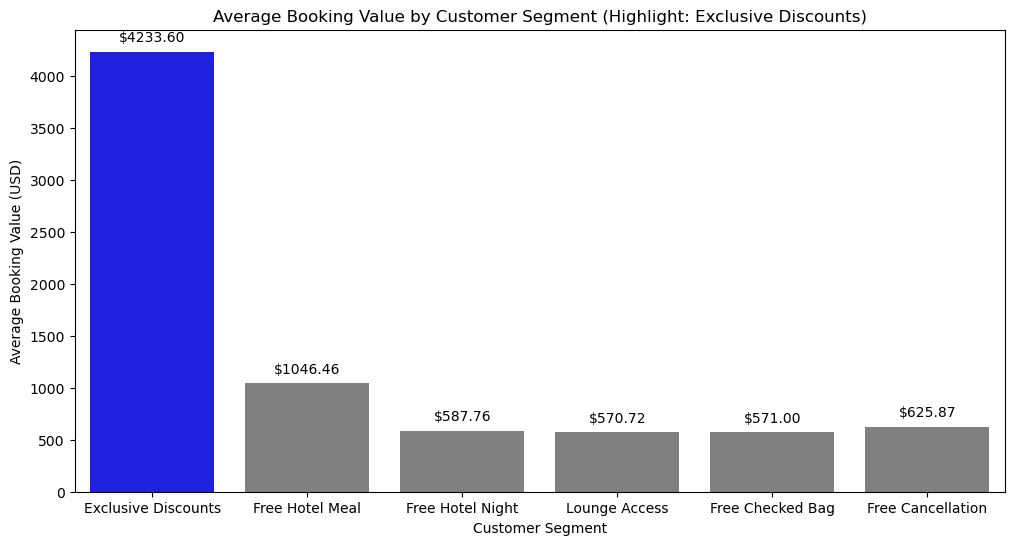 Average Booking Value by Customer Segment (Highlight: Exclusive Discounts)
Average Booking Value (USD)
4000
3500
3000
2500
2000
1500
1000
500
0
$4233.60
$1046.46
$587.76
$570.72
$571.00
$625.87
Exclusive Discounts
Free Hotel Meal
Free Hotel Night
Lounge Access
Free Checked Bag
Free Cancellation
Customer Segment